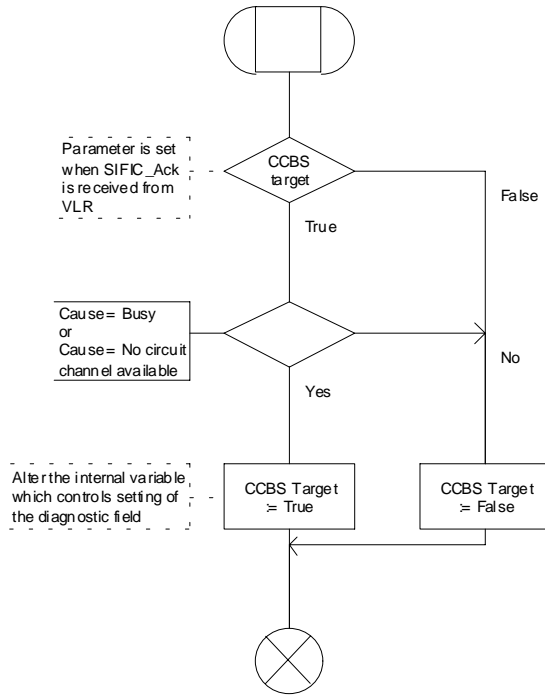 Parameter is set
when SIFIC_Ack
is received from
VLR
CCBS
target
False
True
Cause= Busy
or
Cause= No circuit
channel available
No
Yes
Alter the internal variable
which controls setting of
the diagnostic field
CCBS Target
:= True
CCBS Target
:= False